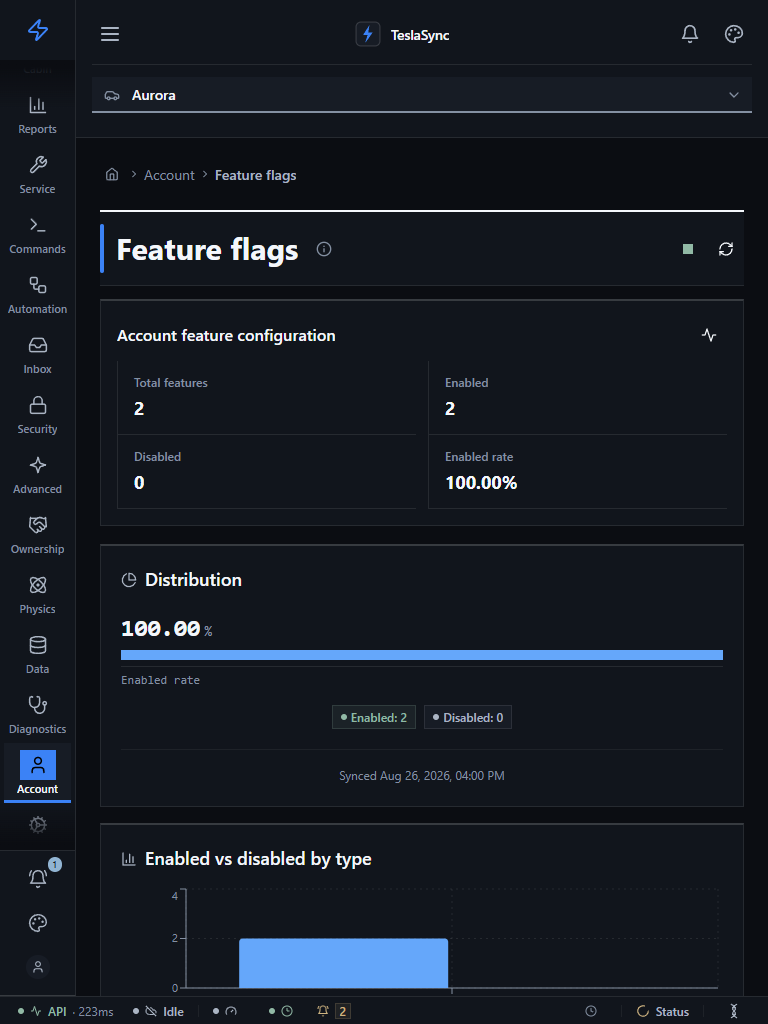 TeslaSync
Aurora
Reports
Service
Commands
Automation
Inbox
Security
Advanced
Ownership
Physics
Data
Diagnostics
Account
1
Account
Feature flags
Feature flags
Account feature configuration
Total features
2
Enabled
2
Disabled
0
Enabled rate
100.00%
Distribution
100.00 %
Enabled rate
Enabled: 2
Disabled: 0
Synced Aug 26, 2026, 04:00 PM
Enabled vs disabled by type
4
2
0
API · 223ms
Idle
2
Status